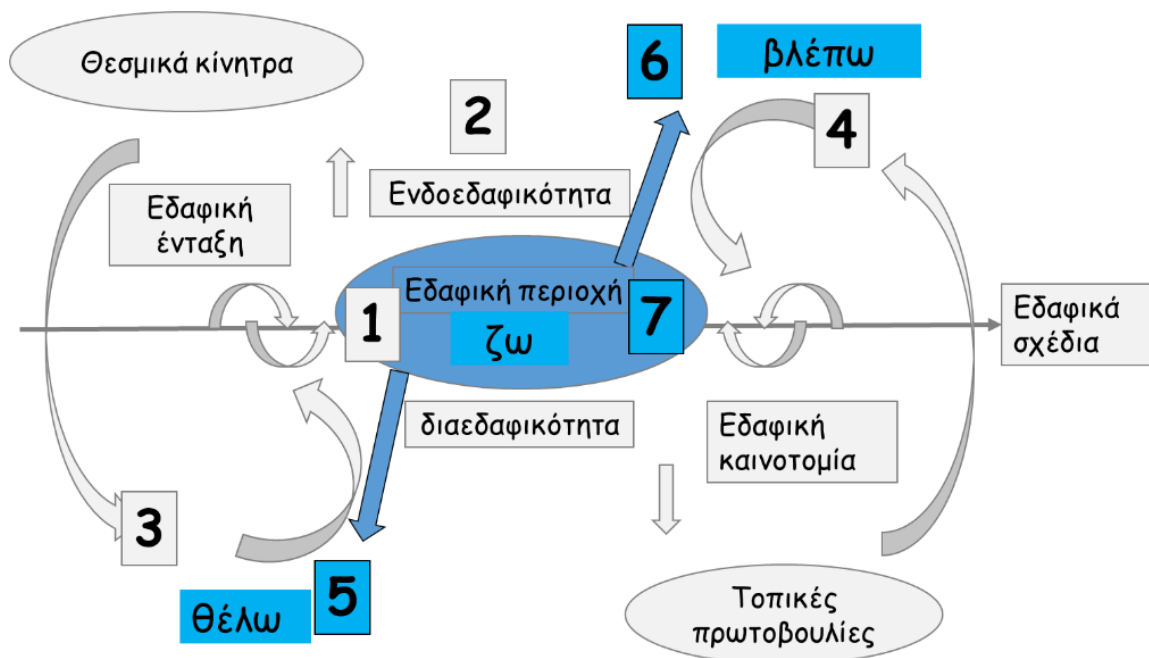 Θεσμικά κίνητρα
6
βλέπω
2
4
Ενδοεδαφικότητα
Εδαφική
ένταξη
Εδαφική περιοχή
1
7
ζω
Εδαφικά
σχέδια
διαεδαφικότητα
Εδαφική
καινοτομία
3
5
θέλω
Τοπικές
πρωτοβουλίες